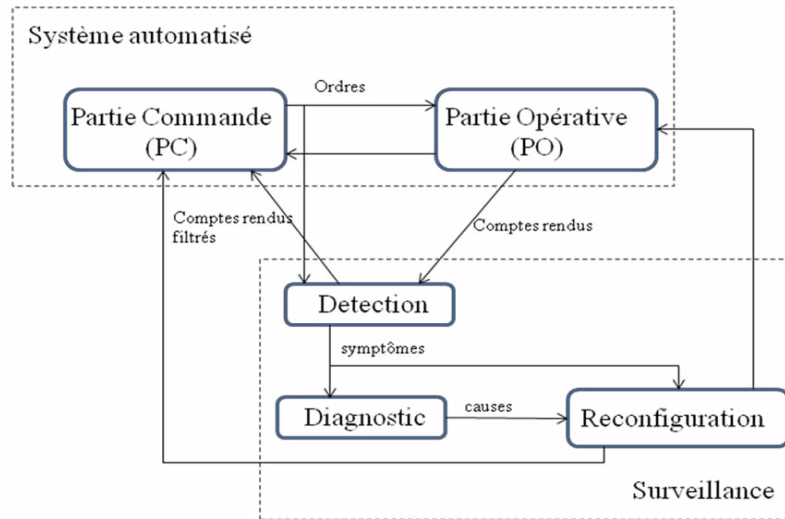 Système automatisé
Ordres
Partie Commande
(PC)
Partie Opérative
(PO)
Comptes rendus
filtrés
Comptes rendus
Detection
symptômes
Diagnostic
causes
Reconfiguration
Surveillance